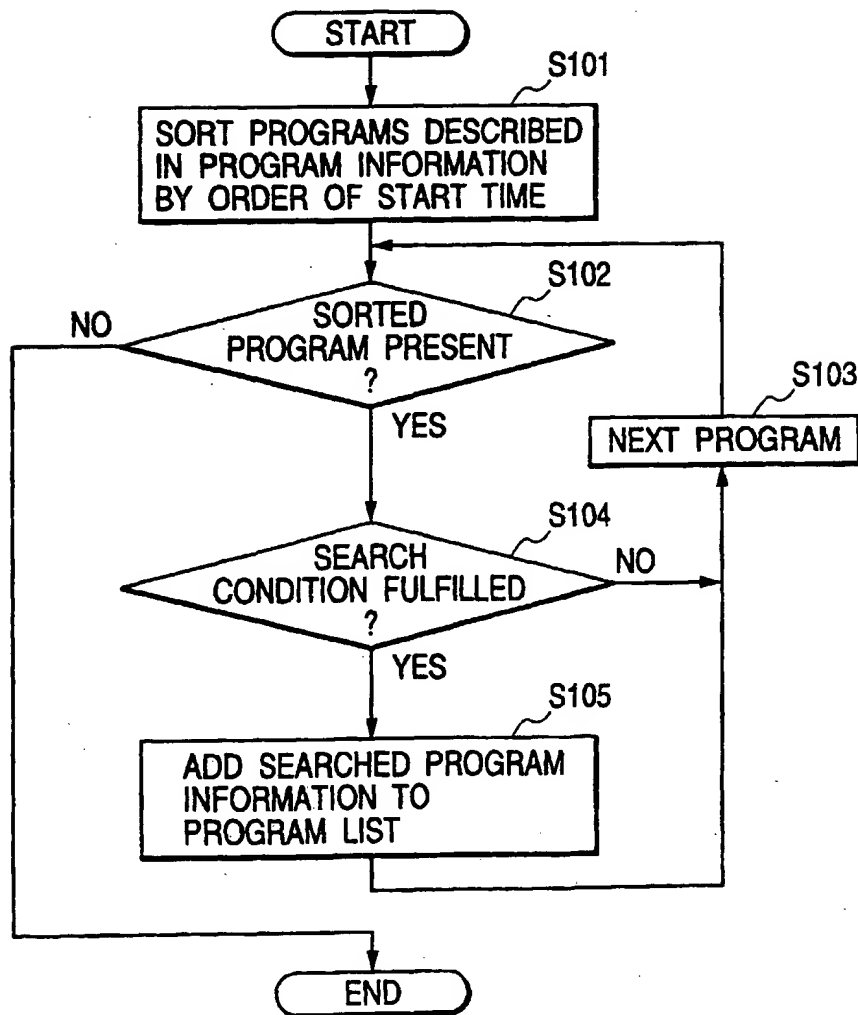 START
S101
SORT PROGRAMS DESCRIBED
IN PROGRAM INFORMATION
BY ORDER OF START TIME
S102
NO
SORTED
PROGRAM PRESENT
?
YES
S103
NEXT PROGRAM
S104
SEARCH
CONDITION FULFILLED
?
NO
YES
S105
ADD SEARCHED PROGRAM
INFORMATION TO
PROGRAM LIST
END